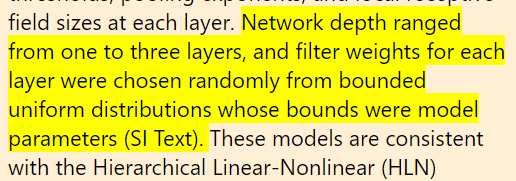 thresholds, pooling exponents, and local receptive
field sizes at each layer. Network depth ranged
from one to three layers, and filter weights for each
layer were chosen randomly from bounded
uniform distributions whose bounds were model
parameters (SI Text). These models are consistent
with the Hierarchical Linear-Nonlinear (HLN)